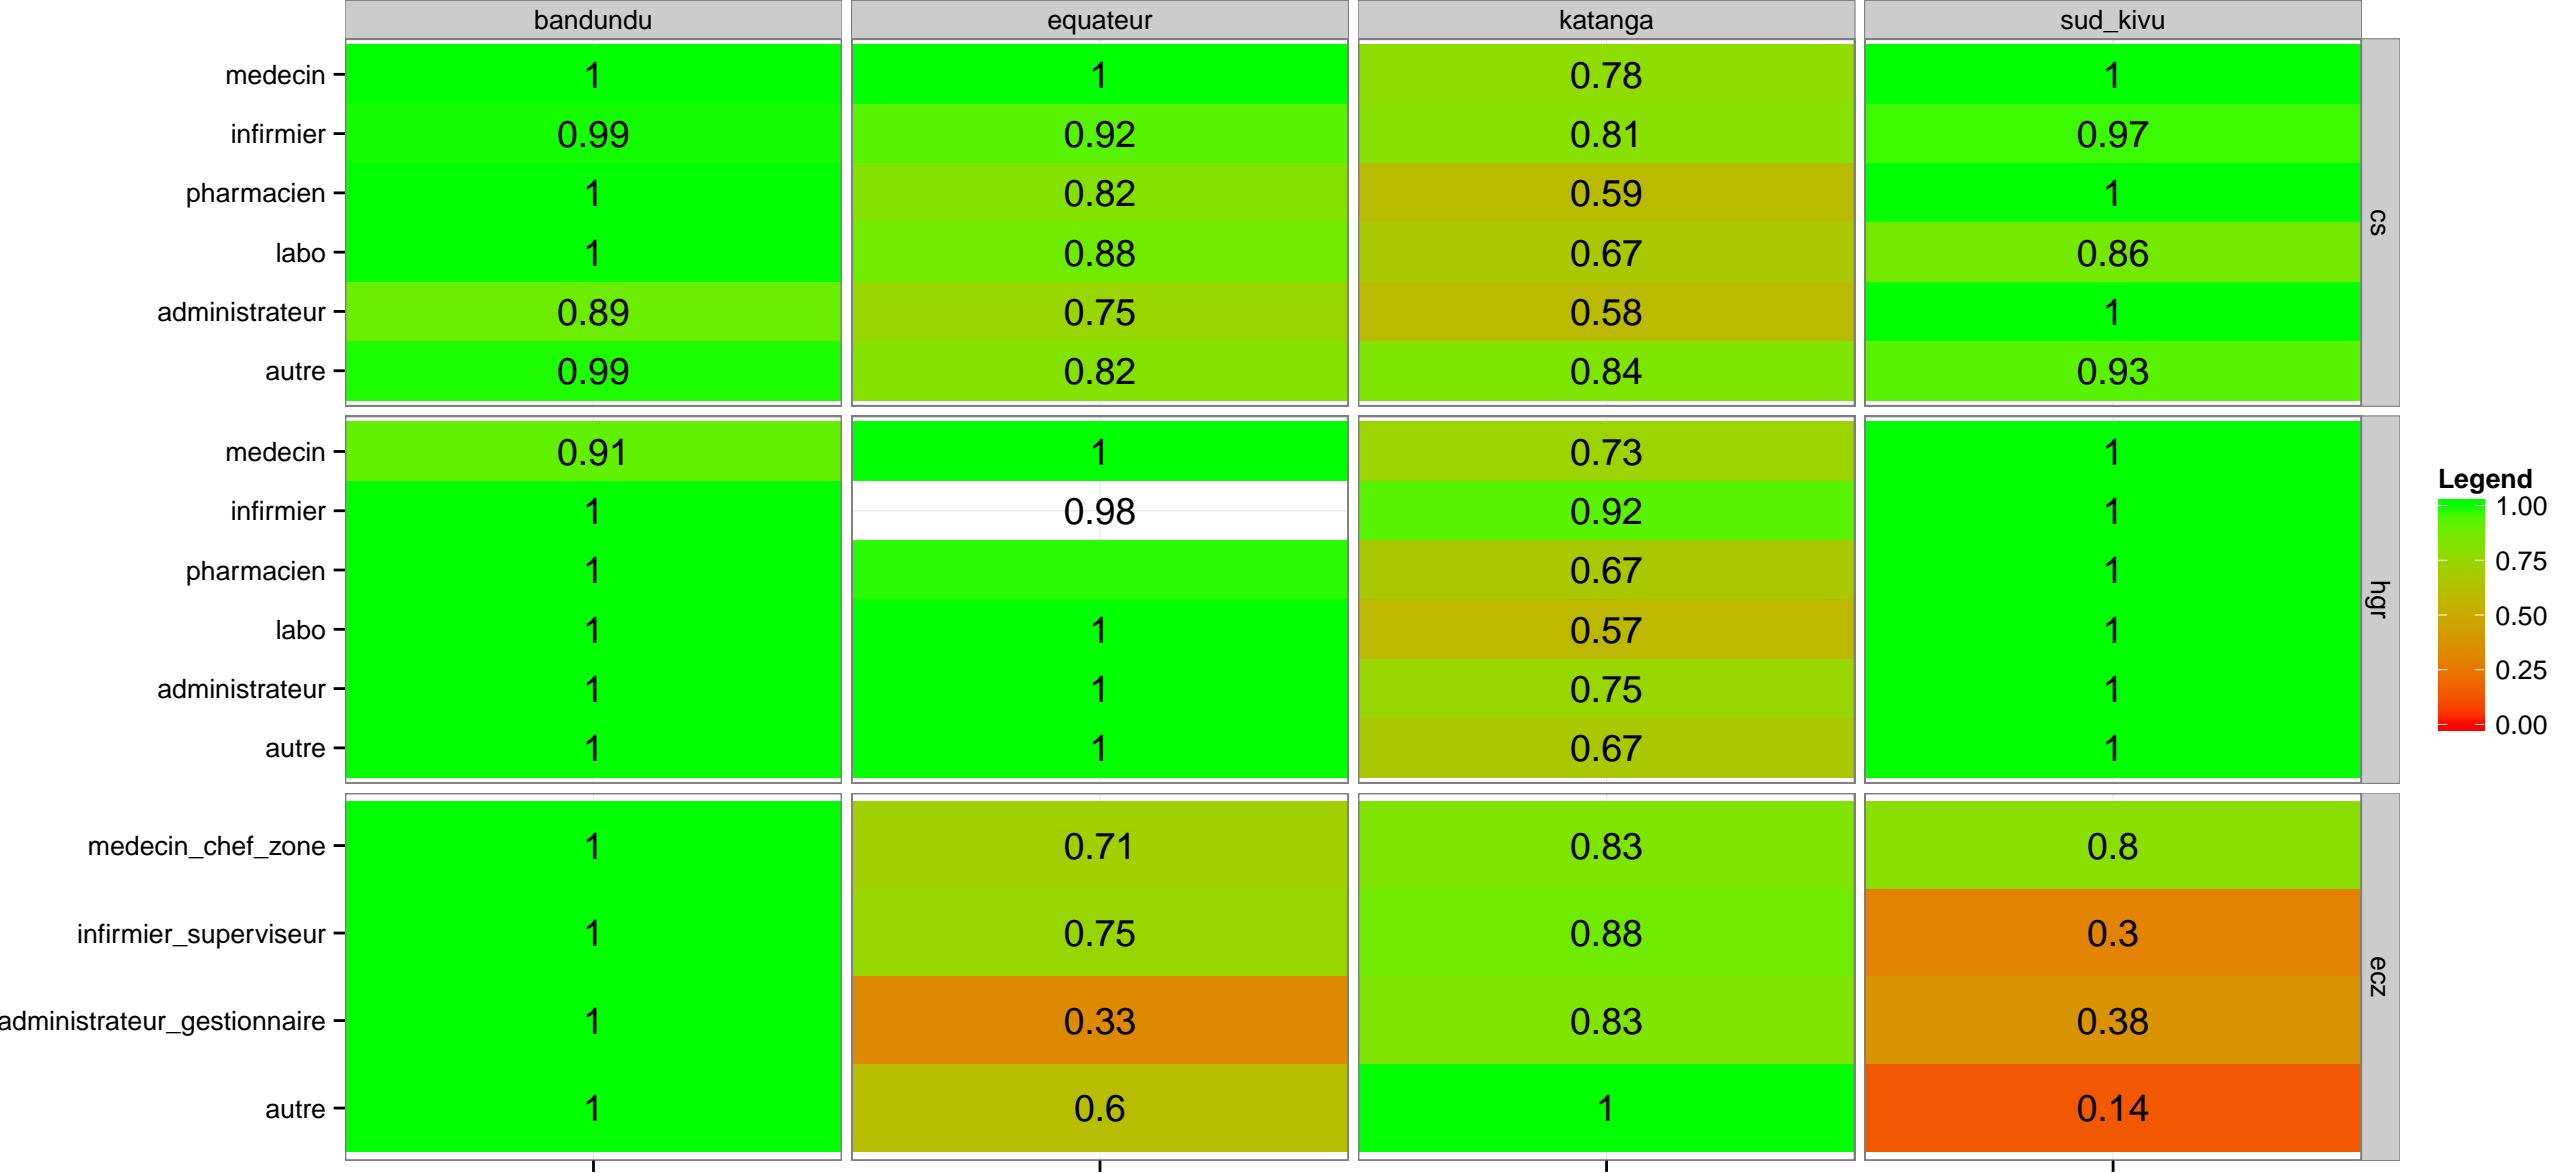 bandundu equateur katanga sud_kivu
medecin 1 1 0.78 1
infirmier 0.99 0.92 0.81 0.97
pharmacien 1 0.82 0.59 1
labo 1 0.88 0.67 0.86
administrateur 0.89 0.75 0.58 1
autre 0.99 0.82 0.84 0.93
cs
medecin 0.91 1 0.73 1
infirmier 1 0.98 0.92 1
pharmacien 1 0.67 1
labo 1 1 0.57 1
administrateur 1 1 0.75 1
autre 1 1 0.67 1
hgr
medecin_chef_zone 1 0.71 0.83 0.8
infirmier_superviseur 1 0.75 0.88 0.3
administrateur_gestionnaire 1 0.33 0.83 0.38
autre 1 0.6 1 0.14
ecz
Legend
1.00
0.75
0.50
0.25
0.00